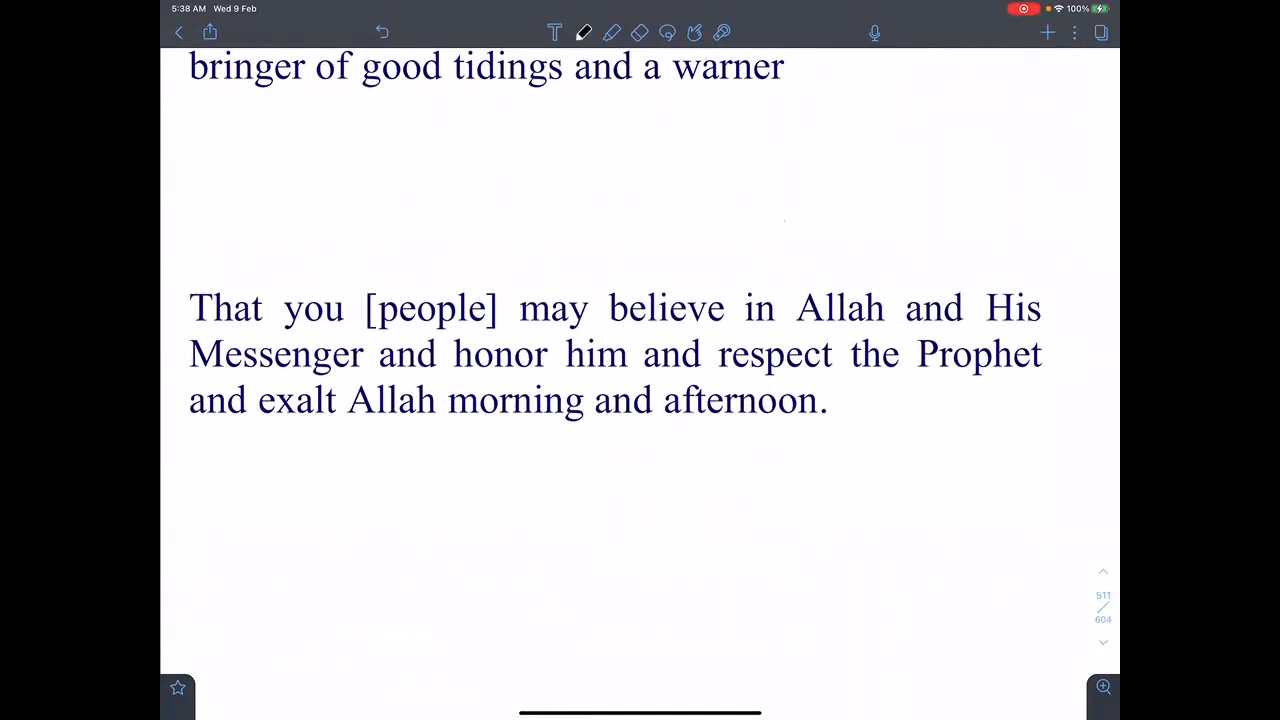 5:38 AM Wed 9 Feb
100%
bringer of good tidings and a warner
That you [people] may believe in Allah and His
Messenger and honor him and respect the Prophet
and exalt Allah morning and afternoon.
511
604